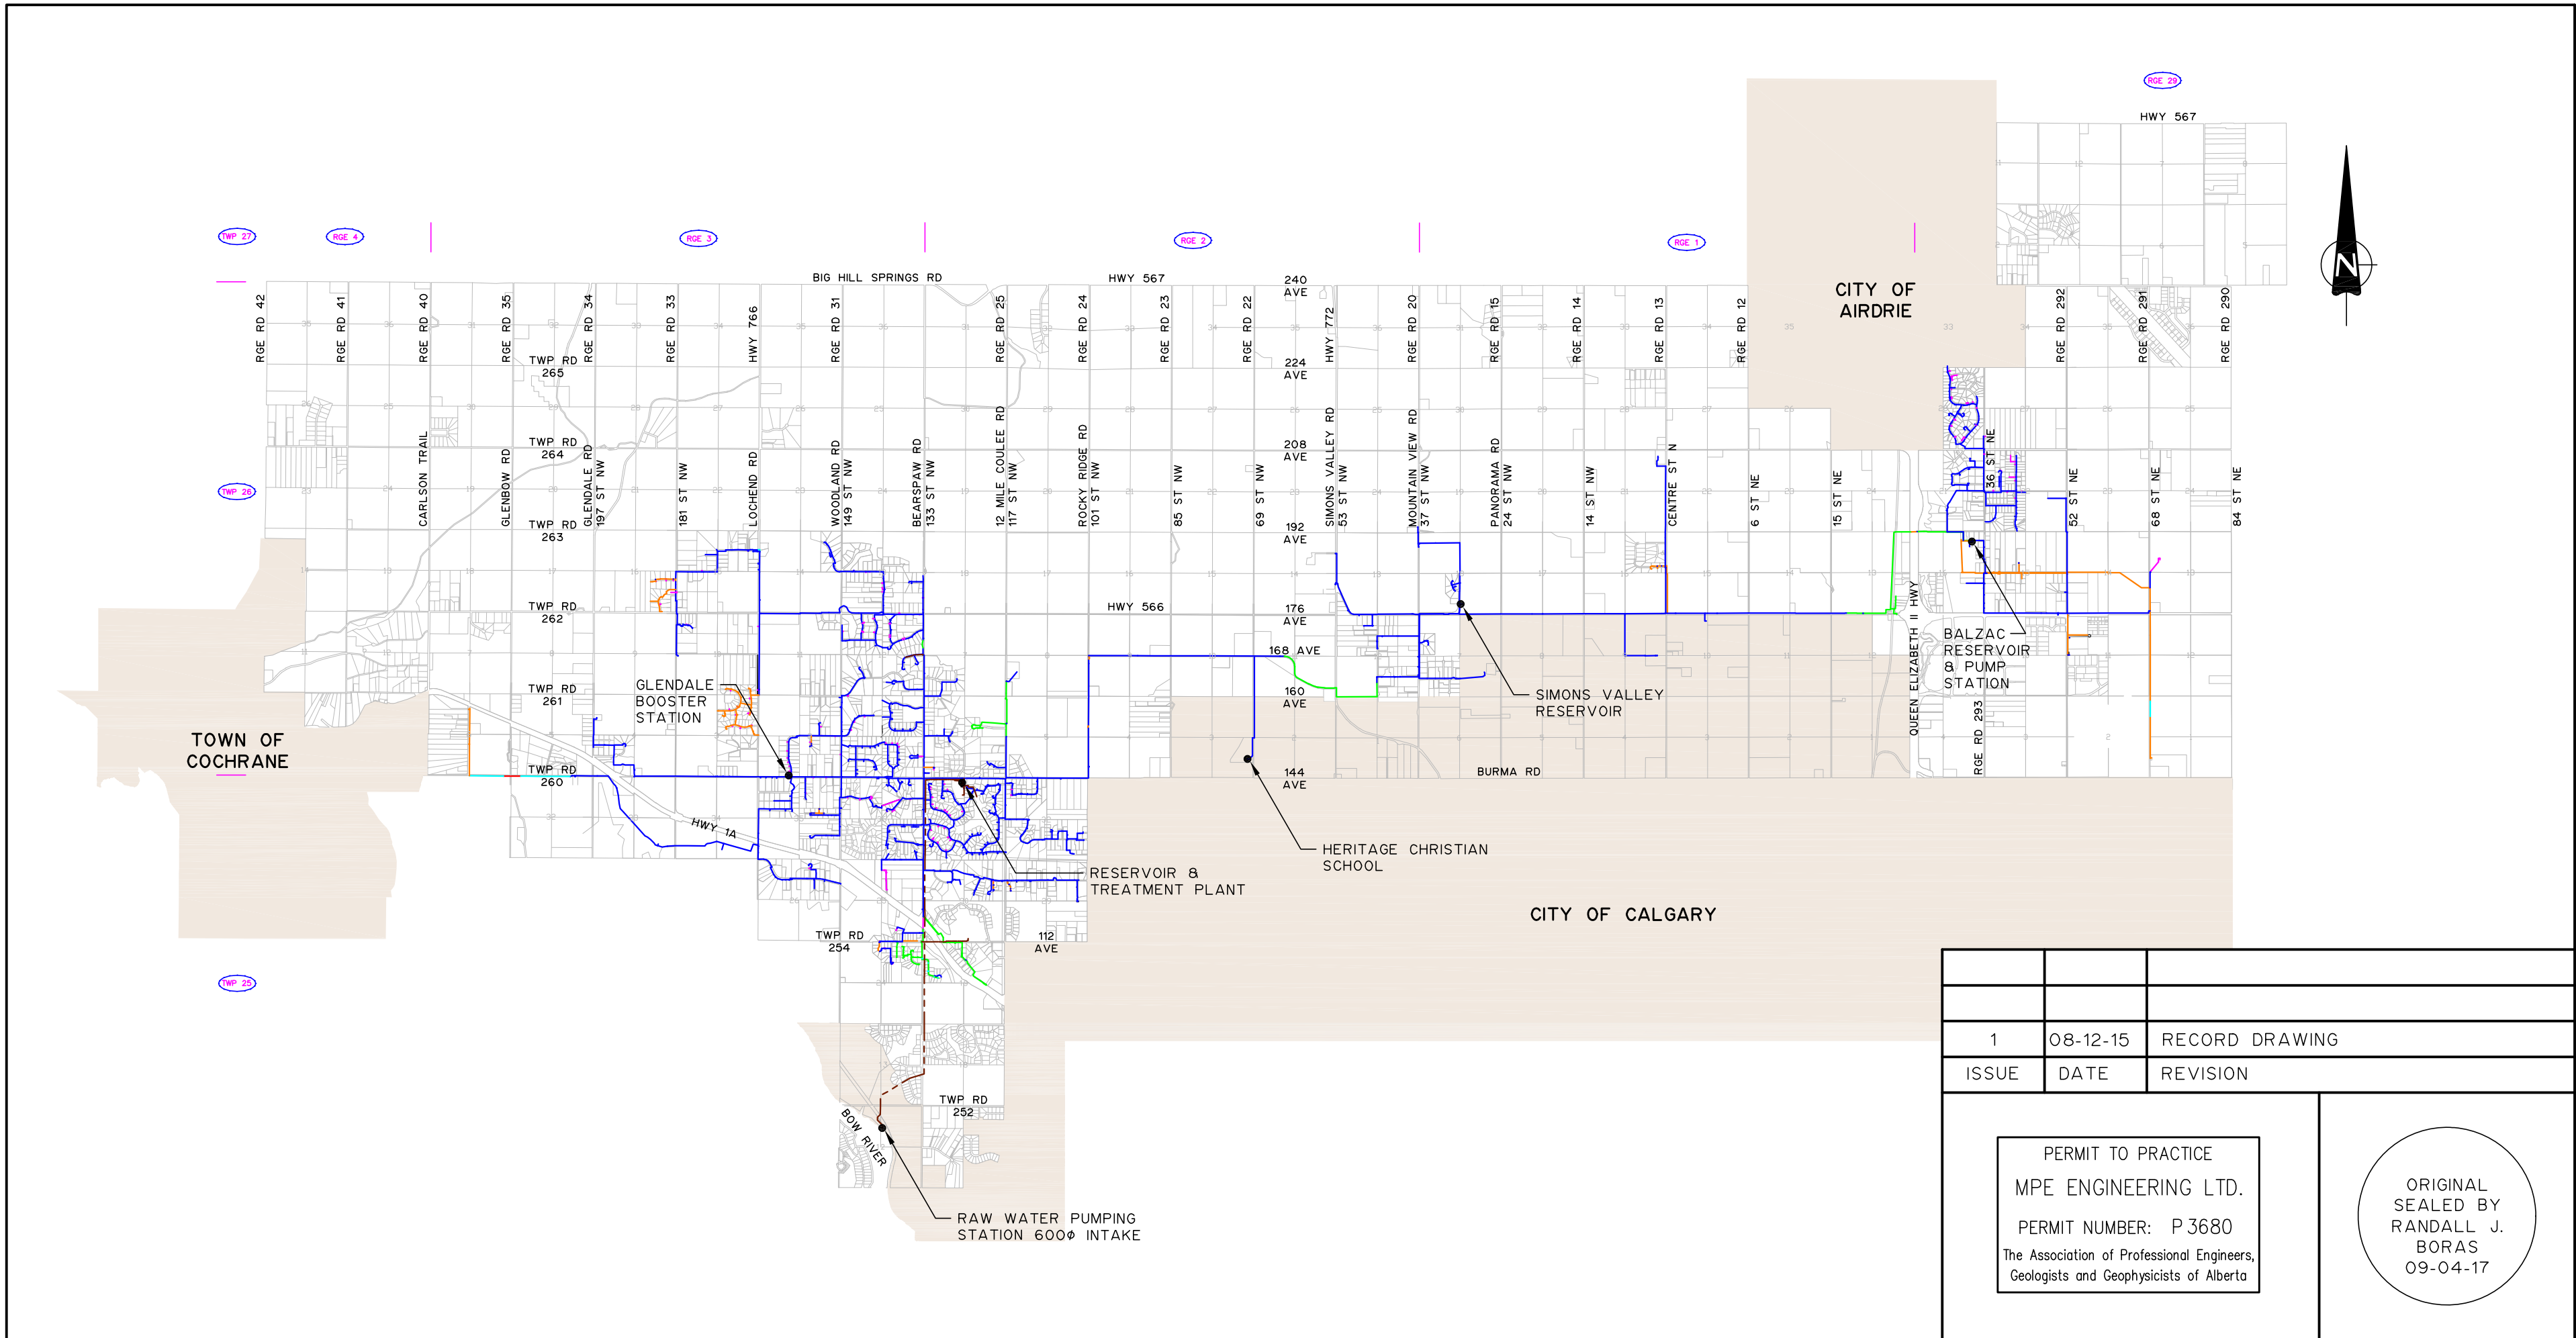 RGE 29
HWY 567
TWP 27
RGE 4
RGE 3
RGE 2
RGE 1
BIG HILL SPRINGS RD
HWY 567
240
AVE
CITY OF
AIRDRIE
RGE RD 42
RGE RD 41
RGE RD 40
RGE RD 35
RGE RD 34
RGE RD 33
HWY 766
RGE RD 31
RGE RD 25
RGE RD 24
RGE RD 23
RGE RD 22
HWY 772
RGE RD 20
RGE RD 15
RGE RD 14
RGE RD 13
RGE RD 12
RGE RD 292
RGE RD 291
RGE RD 290
TWP RD
265
224
AVE
TWP RD
264
208
AVE
TWP 26
CARLSON TRAIL
GLENBOW RD
GLENDALE RD
197 ST NW
181 ST NW
LOCHEND RD
WOODLAND RD
149 ST NW
BEARSPAW RD
133 ST NW
12 MILE COULEE RD
117 ST NW
ROCKY RIDGE RD
101 ST NW
85 ST NW
69 ST NW
SIMONS VALLEY RD
53 ST NW
MOUNTAIN VIEW RD
37 ST NW
PANORAMA RD
24 ST NW
14 ST NW
CENTRE ST N
6 ST NE
15 ST NE
36 ST NE
52 ST NE
68 ST NE
84 ST NE
TWP RD
263
192
AVE
TWP RD
262
HWY 566
176
AVE
QUEEN ELIZABETH II HWY
BALZAC
RESERVOIR
& PUMP
STATION
168 AVE
GLENDALE
BOOSTER
STATION
TWP RD
261
160
AVE
SIMONS VALLEY
RESERVOIR
RGE RD 293
TOWN OF
COCHRANE
TWP RD
260
144
AVE
BURMA RD
HWY 1A
HERITAGE CHRISTIAN
SCHOOL
RESERVOIR &
TREATMENT PLANT
CITY OF CALGARY
TWP RD
254
112
AVE
TWP 25
TWP RD
252
BOW RIVER
RAW WATER PUMPING
STATION 600ϕ INTAKE
1 08-12-15 RECORD DRAWING
ISSUE DATE REVISION
PERMIT TO PRACTICE
MPE ENGINEERING LTD.
PERMIT NUMBER: P 3680
The Association of Professional Engineers,
Geologists and Geophysicists of Alberta
ORIGINAL
SEALED BY
RANDALL J.
BORAS
09-04-17
N